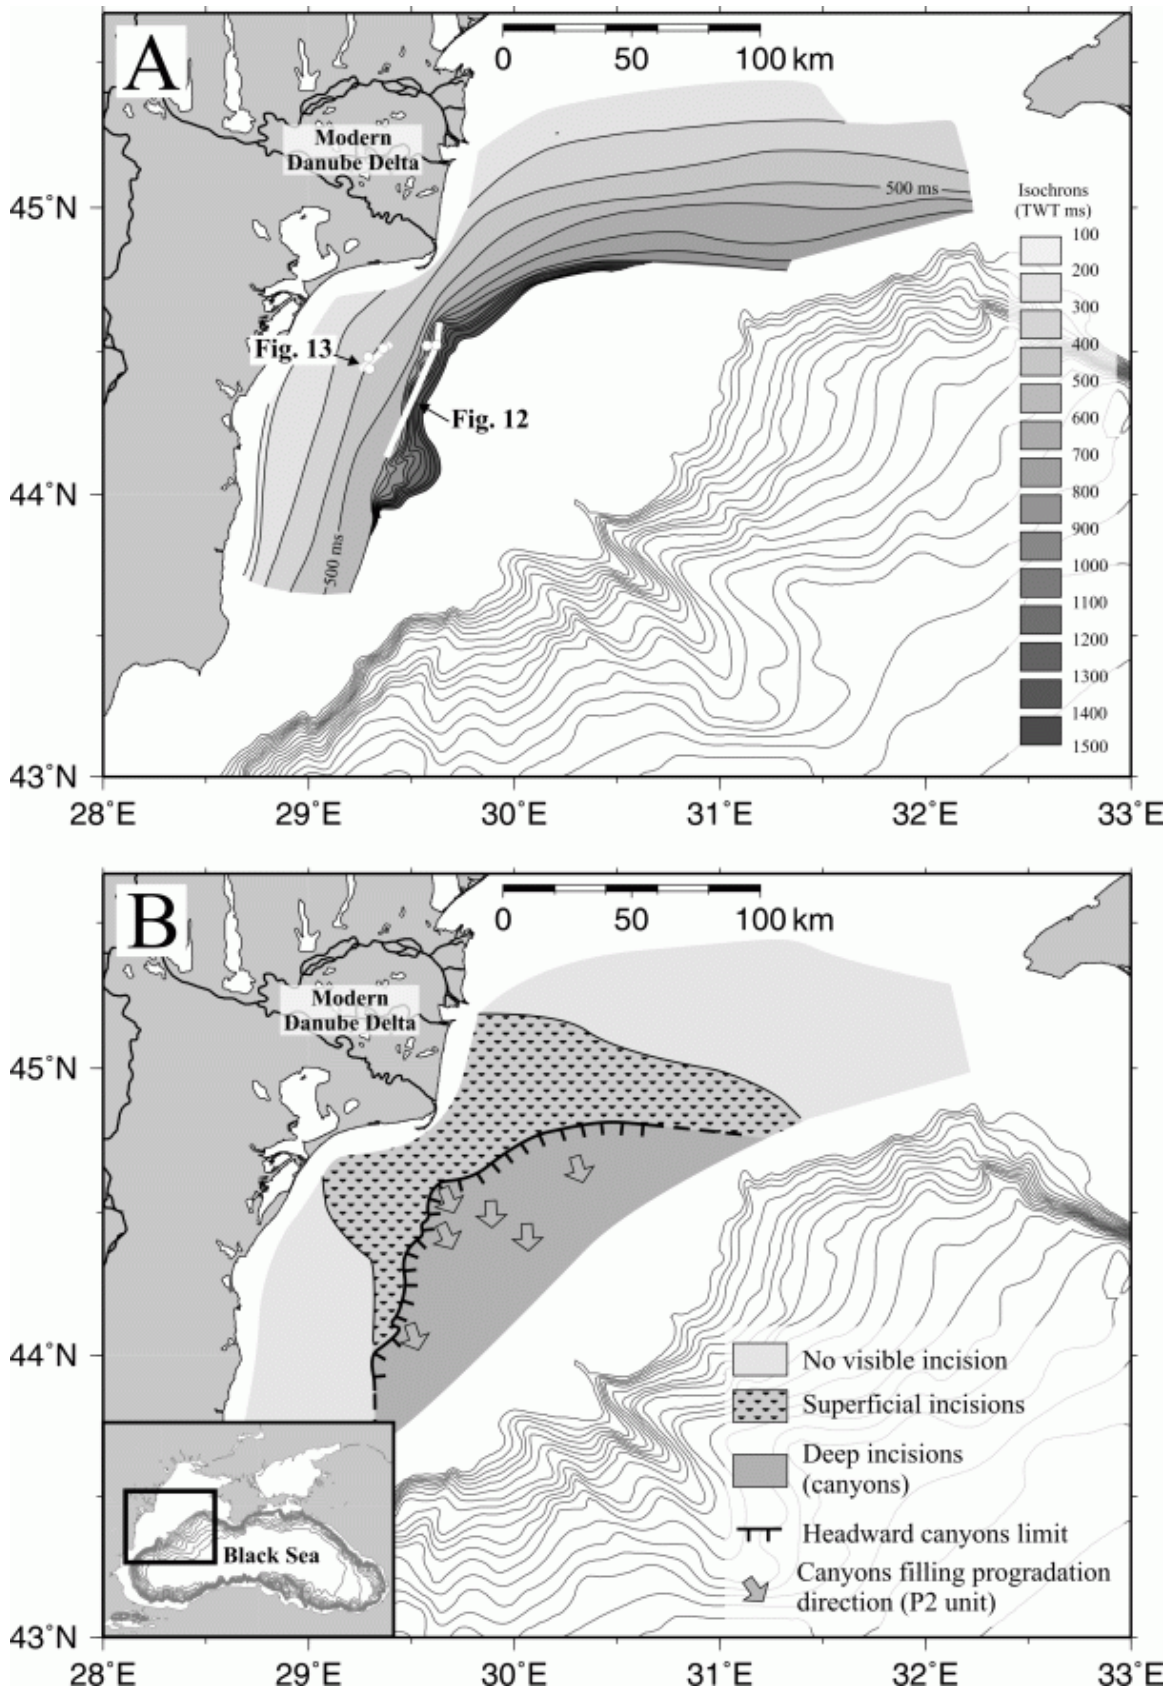 A
0 50 100 km
Modern
Danube Delta
45°N
500 ms
Isochrons
(TWT ms)
100
200
300
400
500
600
700
800
900
1000
1100
1200
1300
1400
1500
Fig. 13
Fig. 12
44°N
500 ms
43°N
28°E 29°E 30°E 31°E 32°E 33°E
B
0 50 100 km
Modern
Danube Delta
45°N
44°N
No visible incision
Superficial incisions
Deep incisions
(canyons)
Headward canyons limit
Canyons filling progradation
direction (P2 unit)
Black Sea
43°N
28°E 29°E 30°E 31°E 32°E 33°E